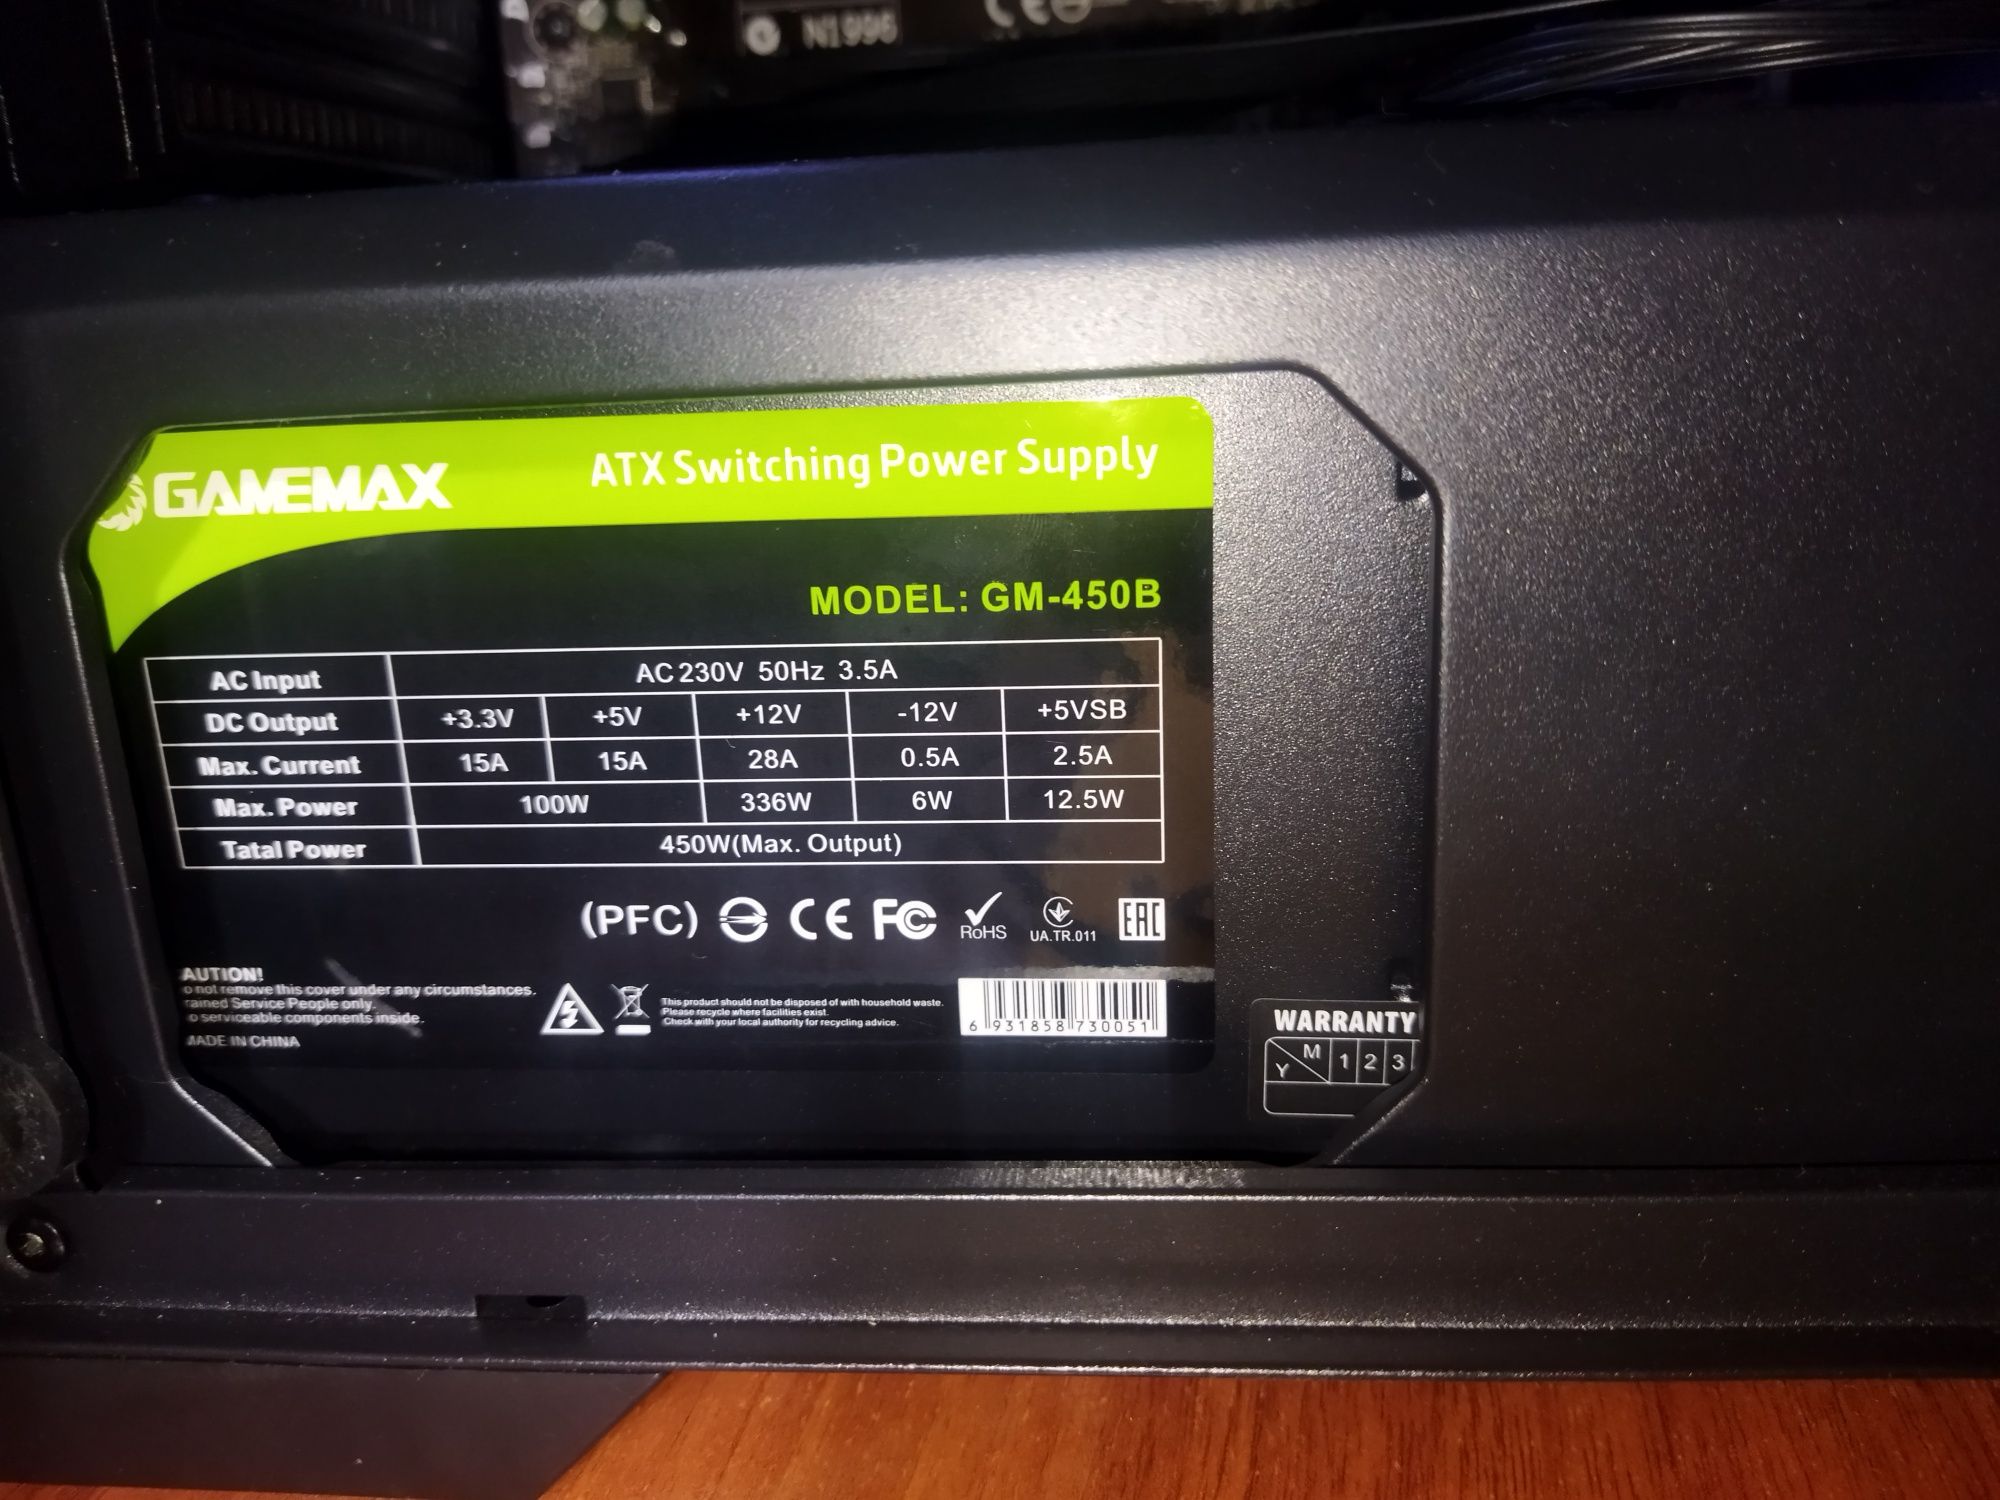 N1996
CE
GAMEMAX
ATX Switching Power Supply
MODEL: GM-450B
AC Input AC 230V 50Hz 3.5A
DC Output +3.3V +5V +12V -12V +5VSB
Max. Current 15A 15A 28A 0.5A 2.5A
Max. Power 100W 336W 6W 12.5W
Tatal Power 450W(Max. Output)
(PFC) CE FC RoHS UA.TR.011 EAC
AUTION!
o not remove this cover under any circumstances.
rained Service People only.
o serviceable components inside.
MADE IN CHINA
This product should not be disposed of with household waste.
Please recycle where facilities exist.
Check with your local authority for recycling advice.
6 931858 730051
WARRANTY
Y M 1 2 3